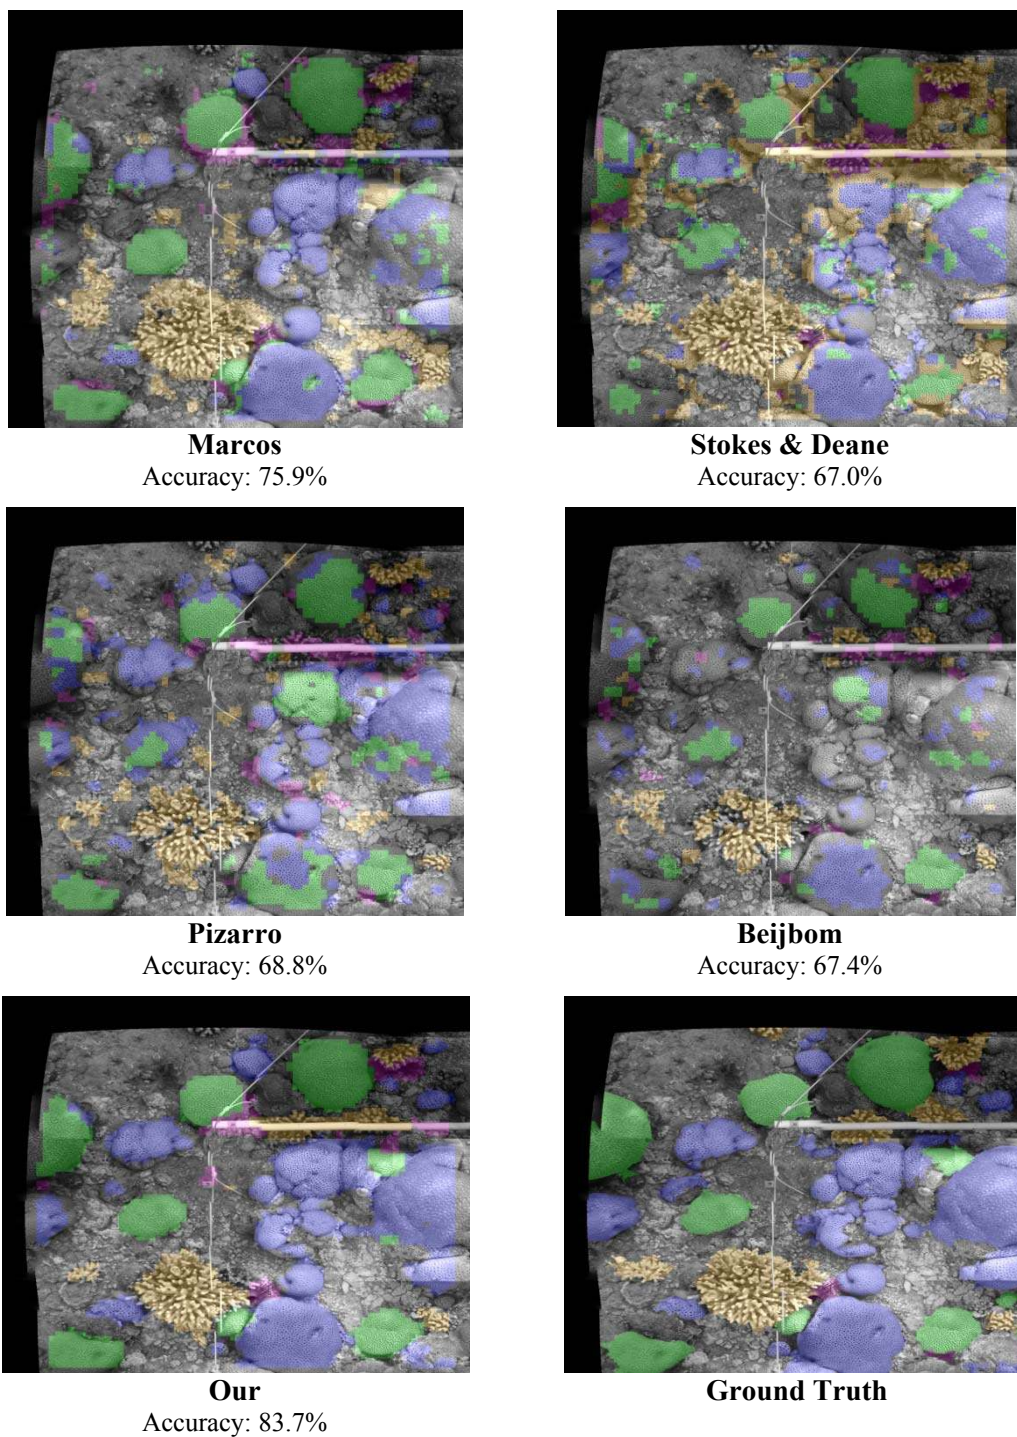 Marcos
Accuracy: 75.9%
Stokes & Deane
Accuracy: 67.0%
Pizarro
Accuracy: 68.8%
Beijbom
Accuracy: 67.4%
Our
Accuracy: 83.7%
Ground Truth